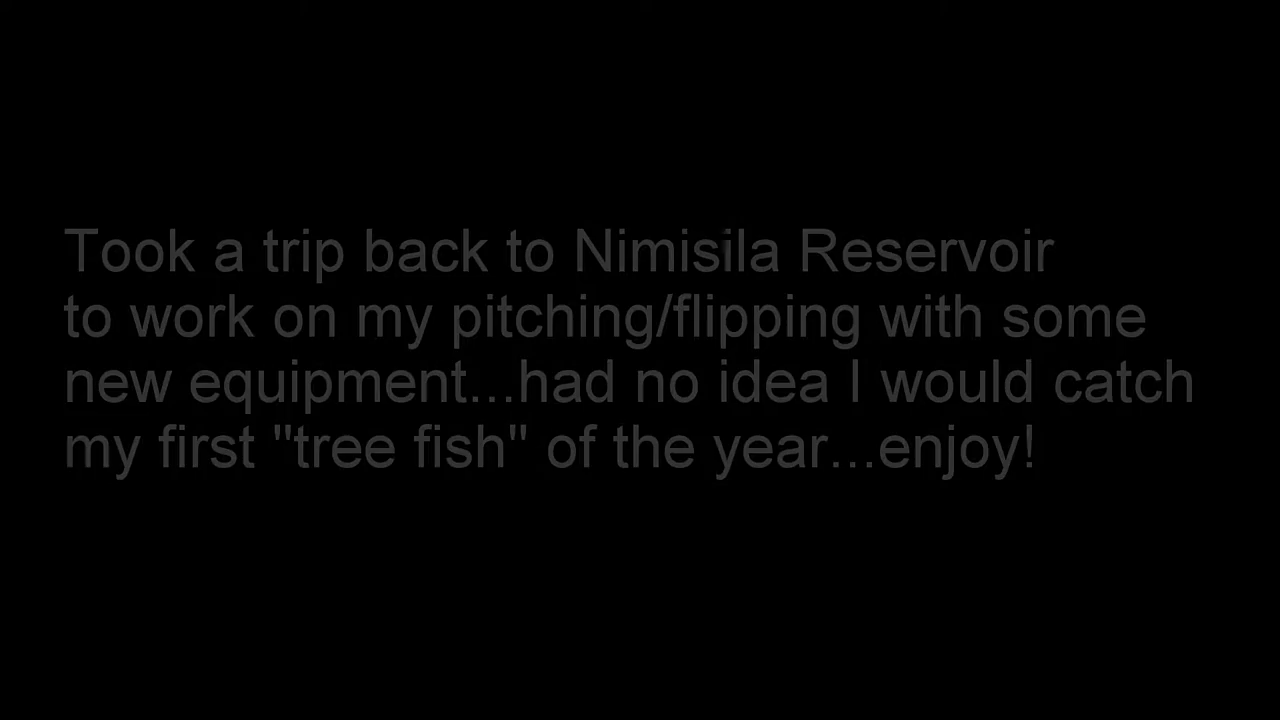 Took a trip back to Nimisila Reservoir
to work on my pitching/flipping with some
new equipment...had no idea I would catch
my first "tree fish" of the year...enjoy!